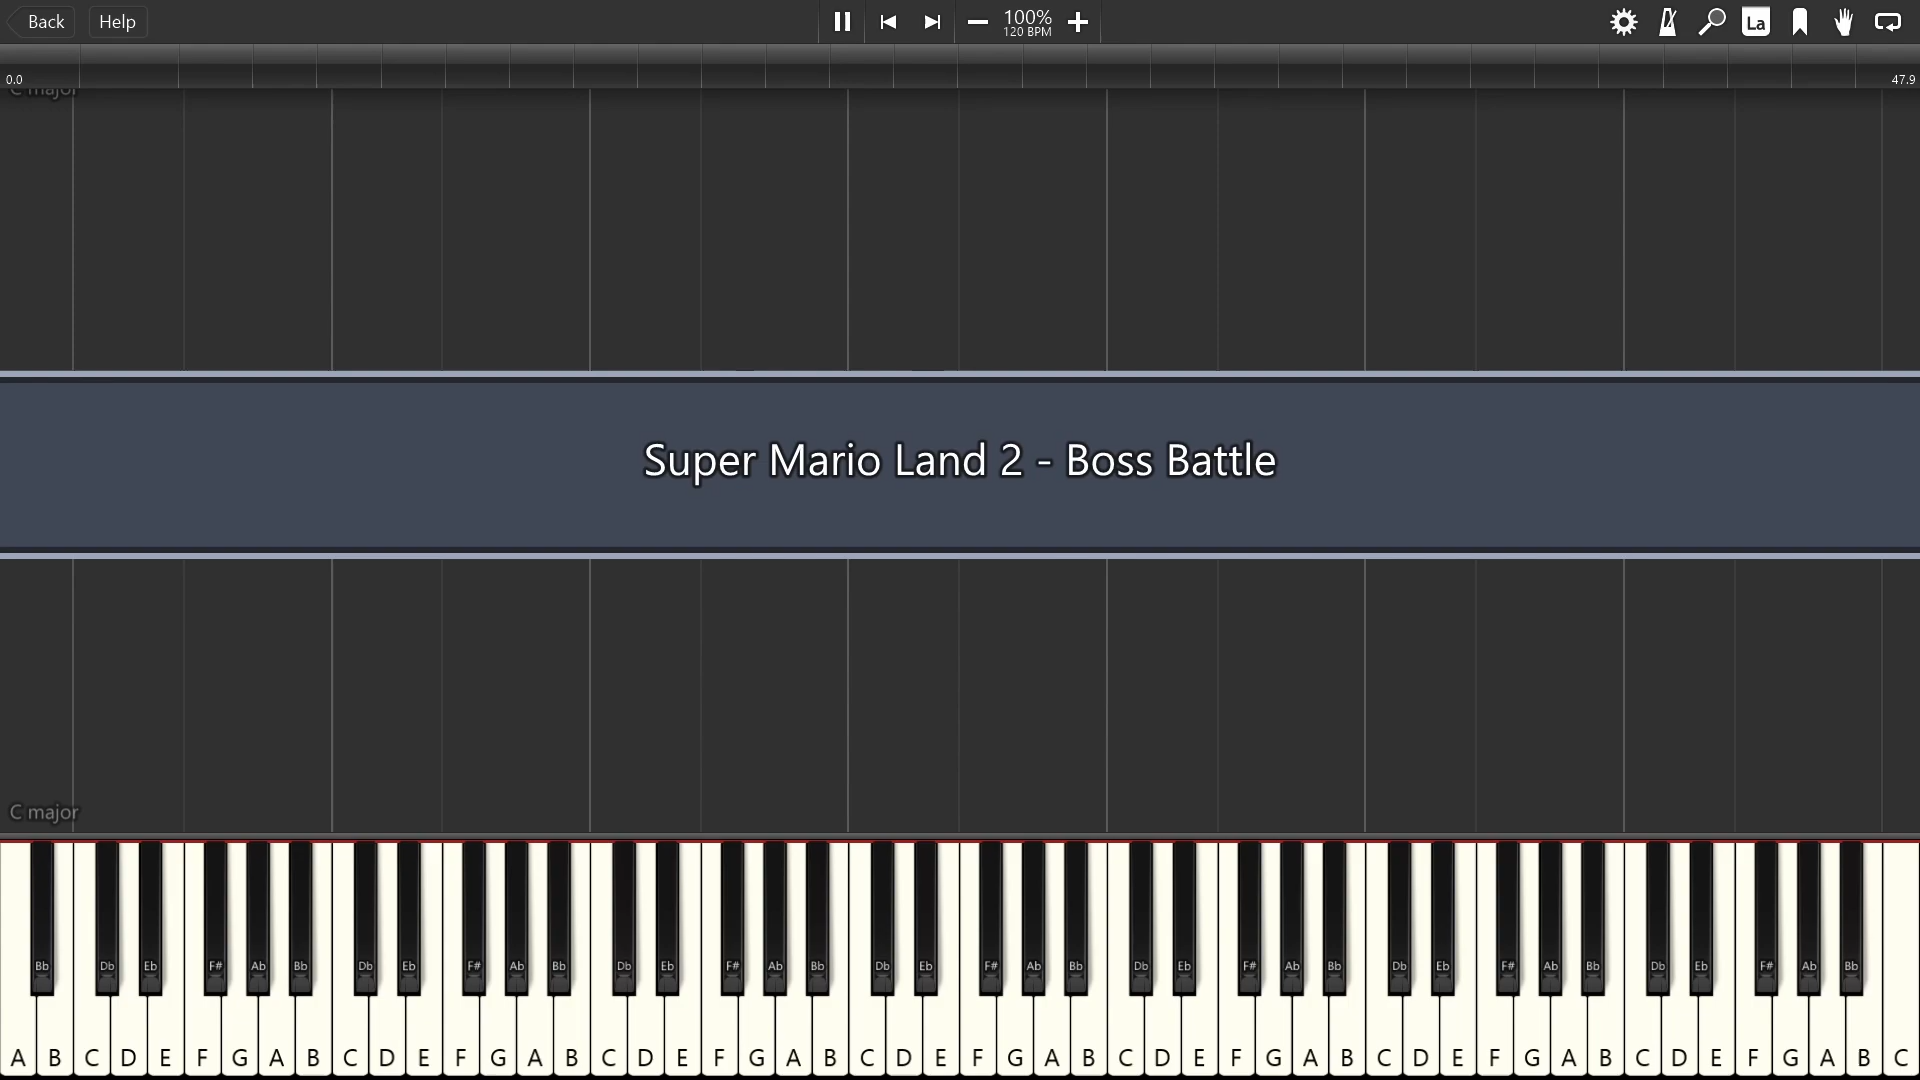 Back Help 100% La
120 BPM
0.0 47.9
C major
Super Mario Land 2 - Boss Battle
C major
Bb Db Eb F# Ab Bb Db Eb F# Ab Bb Db Eb F# Ab Bb Db Eb F# Ab Bb Db Eb F# Ab Bb Db Eb F# Ab Bb Db Eb F# Ab Bb
A B C D E F G A B C D E F G A B C D E F G A B C D E F G A B C D E F G A B C D E F G A B C D E F G A B C